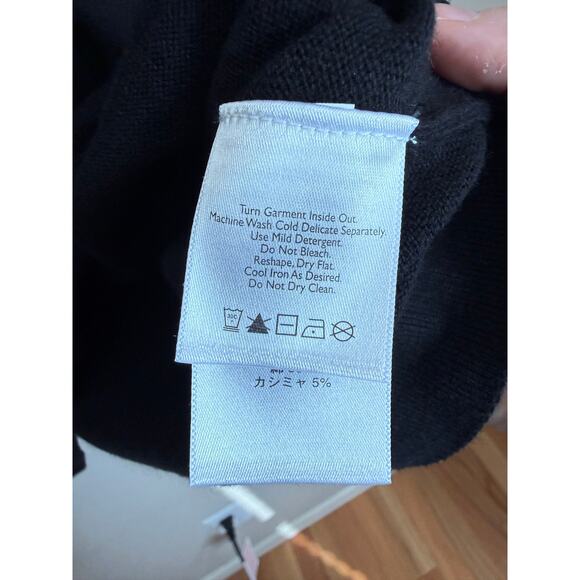 Turn Garment Inside Out.
Machine Wash Cold Delicate Separately.
Use Mild Detergent.
Do Not Bleach.
Reshape, Dry Flat.
Cool Iron As Desired.
Do Not Dry Clean.
30C
カシミヤ 5%